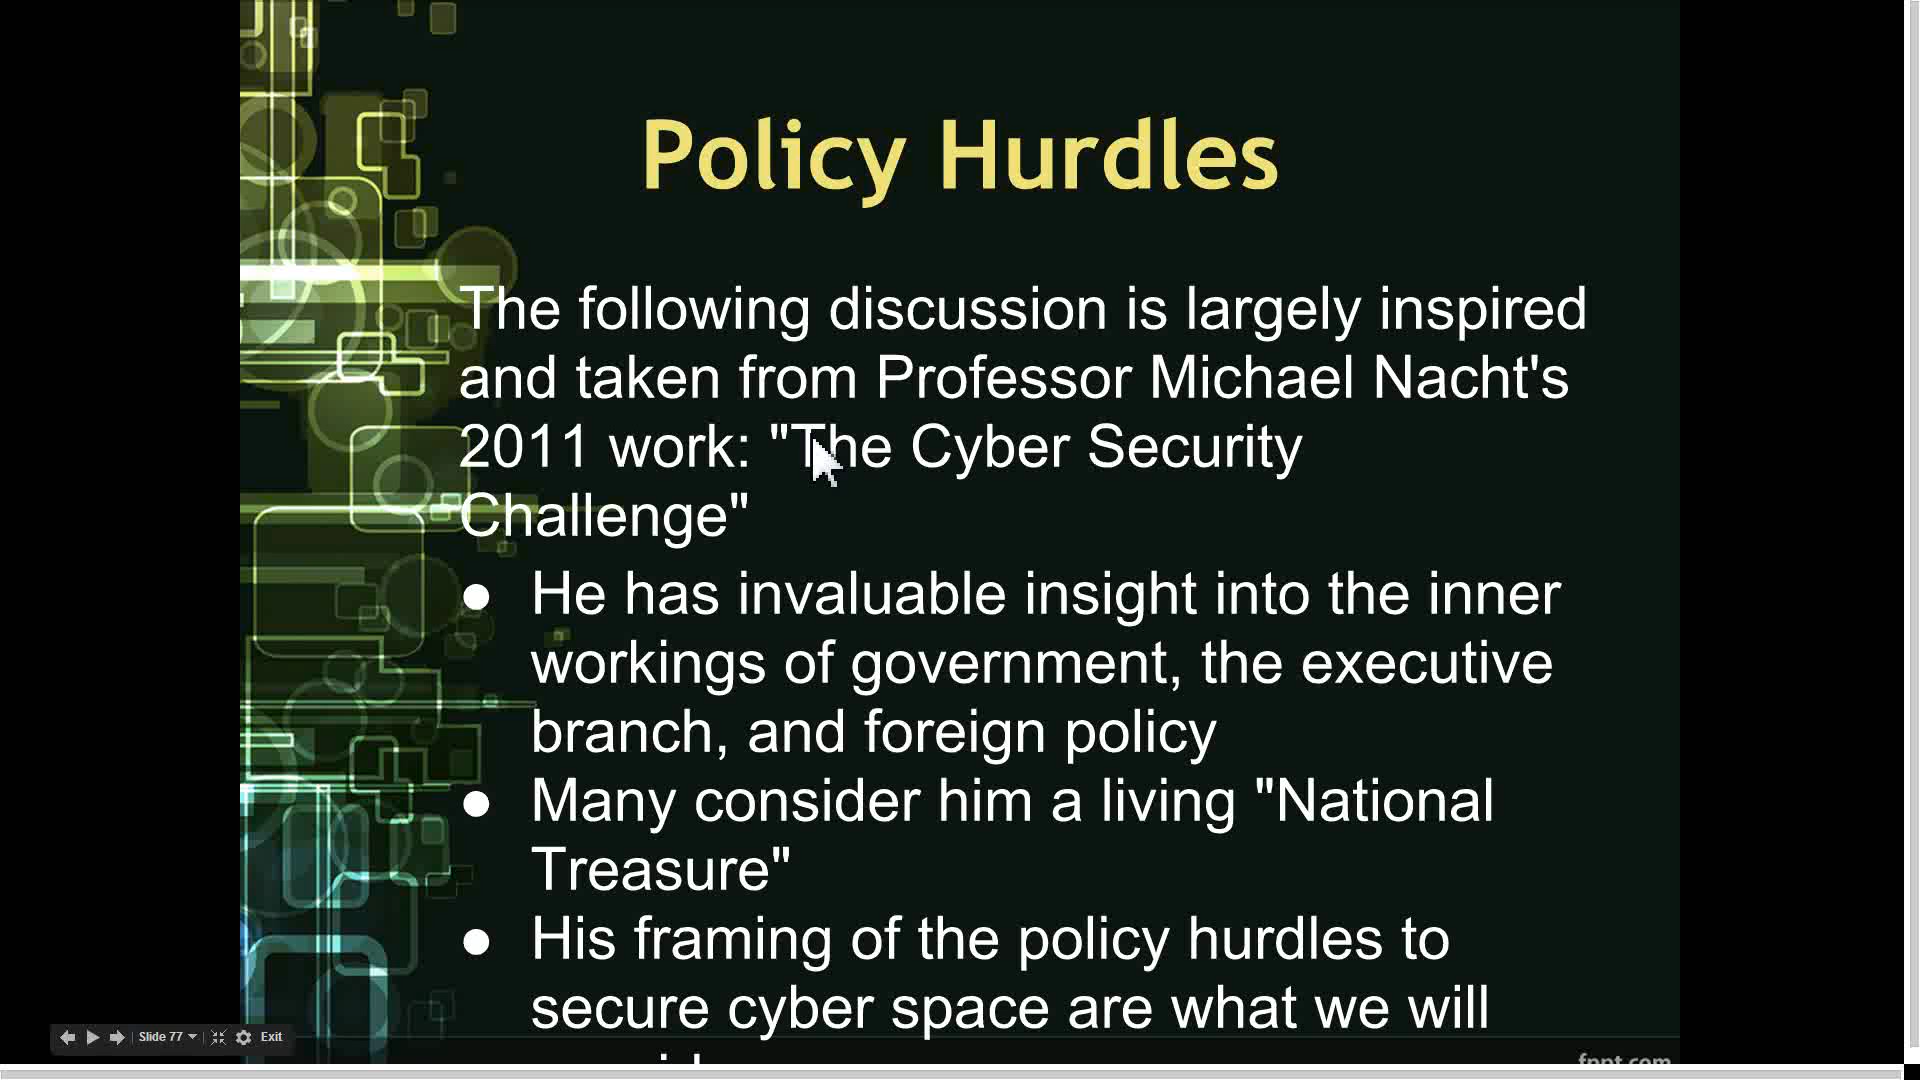 Policy Hurdles
The following discussion is largely inspired
and taken from Professor Michael Nacht's
2011 work: "The Cyber Security
Challenge"
● He has invaluable insight into the inner
workings of government, the executive
branch, and foreign policy
● Many consider him a living "National
Treasure"
● His framing of the policy hurdles to
secure cyber space are what we will
fppt.com
Slide 77
Exit